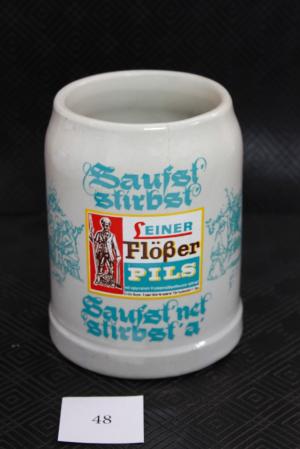 Saufst
stirbst
LEINER
Flößer
PILS
Saufst net
stirbst a
48